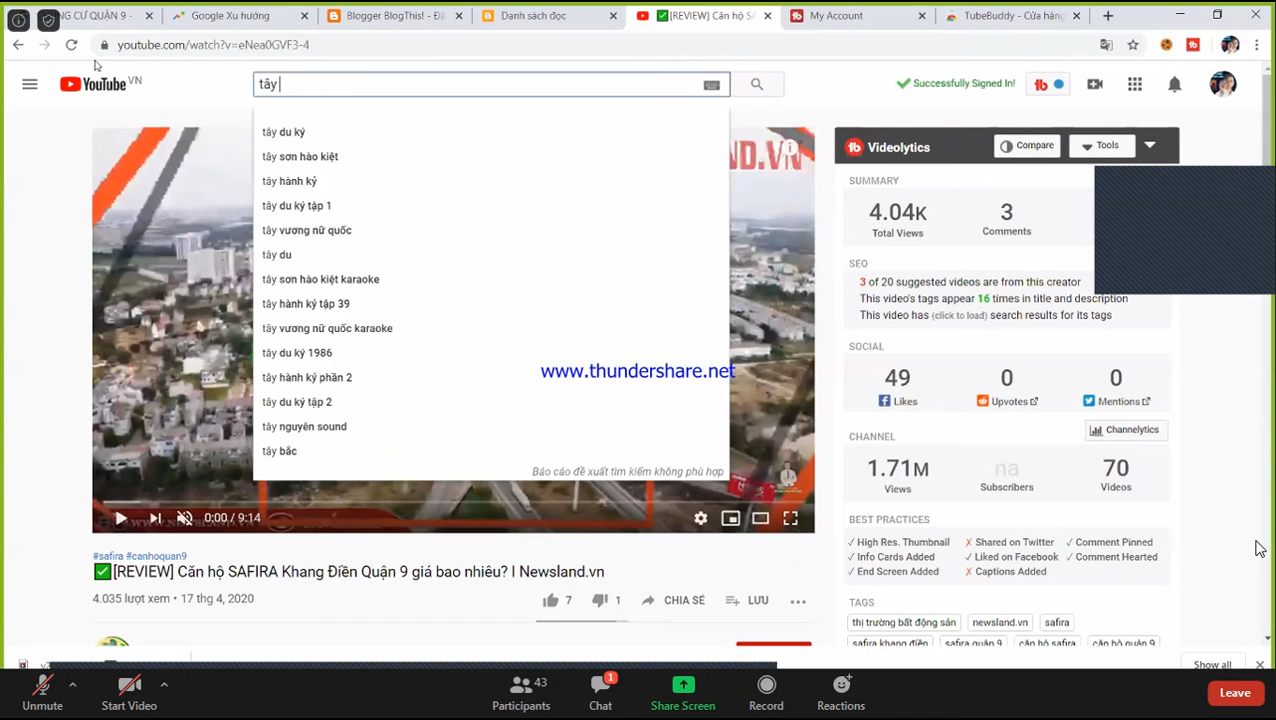 NG CƯ QUẬN 9 -
Google Xu hướng
Blogger BlogThis! - Đă
Danh sách đọc
✅[REVIEW] Căn hộ S
My Account
TubeBuddy - Cửa hàng
youtube.com/watch?v=eNea0GVF3-4
YouTube VN
tây
Successfully Signed In!
tây du ký
tây sơn hào kiệt
tây hành kỷ
tây du ký tập 1
tây vương nữ quốc
tây du
tây sơn hào kiệt karaoke
tây hành ký tập 39
tây vương nữ quốc karaoke
tây du ký 1986
tây hành ký phần 2
tây du ký tập 2
tây nguyên sound
tây bắc
Báo cáo đề xuất tìm kiếm không phù hợp
ND.VN
www.thundershare.net
0:00 / 9:14
#safira #canhoquan9
✅[REVIEW] Căn hộ SAFIRA Khang Điền Quận 9 giá bao nhiêu? I Newsland.vn
4.035 lượt xem • 17 thg 4, 2020
7
1
CHIA SẺ
LƯU
Videolytics
Compare
Tools
SUMMARY
4.04K
Total Views
3
Comments
SEO
3 of 20 suggested videos are from this creator
This video's tags appear 16 times in title and description
This video has (click to load) search results for its tags
SOCIAL
49
Likes
0
Upvotes
0
Mentions
Channelytics
CHANNEL
1.71M
Views
na
Subscribers
70
Videos
BEST PRACTICES
✓ High Res. Thumbnail
✗ Shared on Twitter
✓ Comment Pinned
✓ Info Cards Added
✗ Liked on Facebook
✓ Comment Hearted
✓ End Screen Added
✗ Captions Added
TAGS
thị trường bất động sản
newsland.vn
safira
safira khang điền
safira quận 9
căn hộ safira
căn hộ quận 9
Show all
Unmute
Start Video
43
Participants
1
Chat
Share Screen
Record
Reactions
Leave